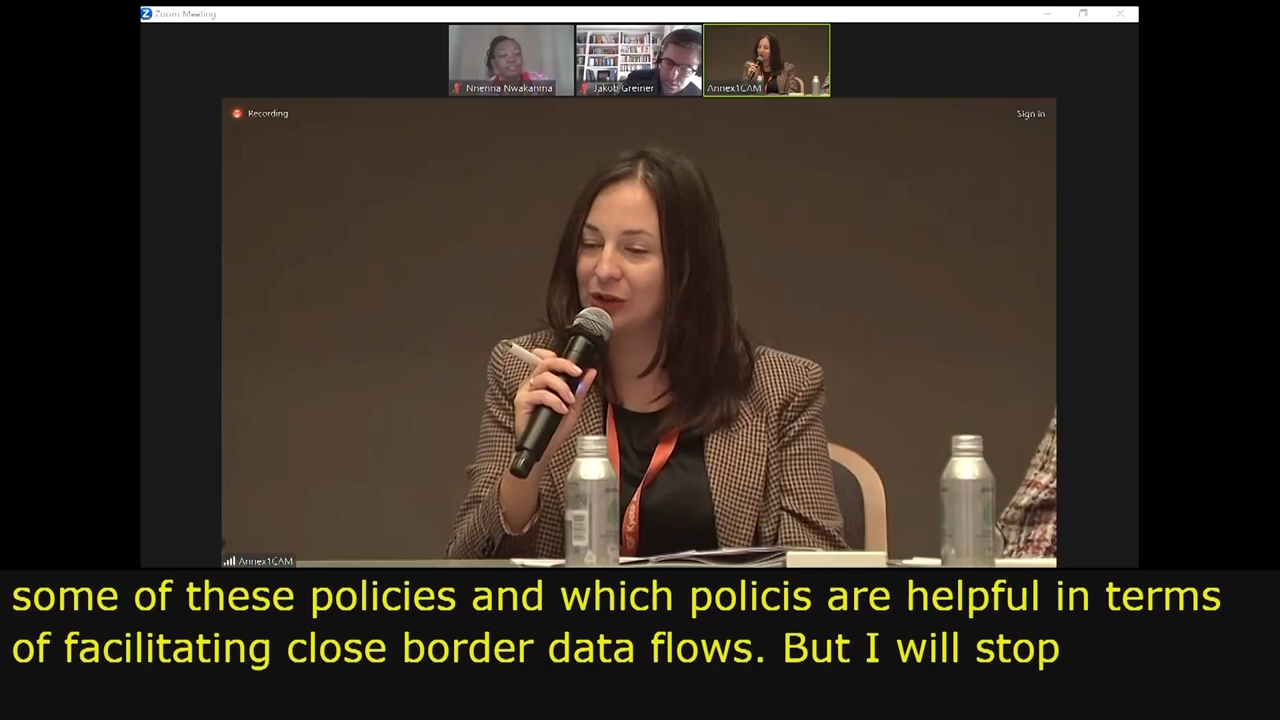 Zoom Meeting
Nnenna Nwakanma
Jakob Greiner
Annex1CAM
Recording
Sign in
Kyoto
Annex1CAM
some of these policies and which policis are helpful in terms
of facilitating close border data flows. But I will stop